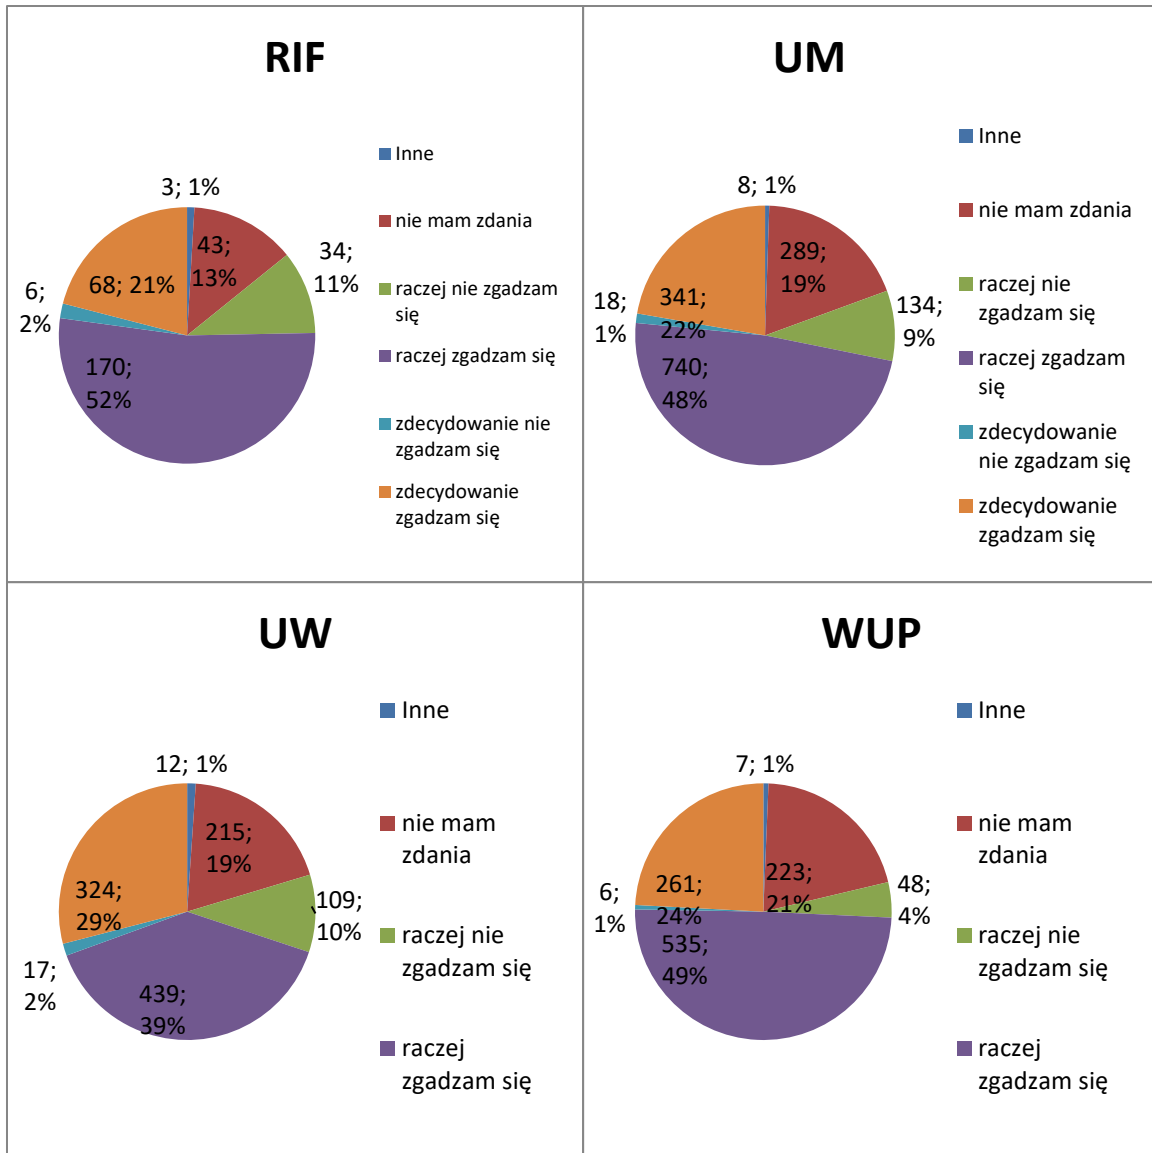 RIF
3; 1%
43;
13%
34;
11%
170;
52%
6;
2%
68; 21%
Inne
nie mam zdania
raczej nie zgadzam
się
raczej zgadzam się
zdecydowanie nie
zgadzam się
zdecydowanie
zgadzam się
UM
8; 1%
289;
19%
134;
9%
740;
48%
18;
1%
341;
22%
Inne
nie mam zdania
raczej nie
zgadzam się
raczej zgadzam
się
zdecydowanie
nie zgadzam się
zdecydowanie
zgadzam się
UW
12; 1%
215;
19%
109;
10%
439;
39%
17;
2%
324;
29%
Inne
nie mam
zdania
raczej nie
zgadzam się
raczej
zgadzam się
WUP
7; 1%
223;
21%
48;
4%
535;
49%
6;
1%
261;
24%
Inne
nie mam
zdania
raczej nie
zgadzam się
raczej
zgadzam się